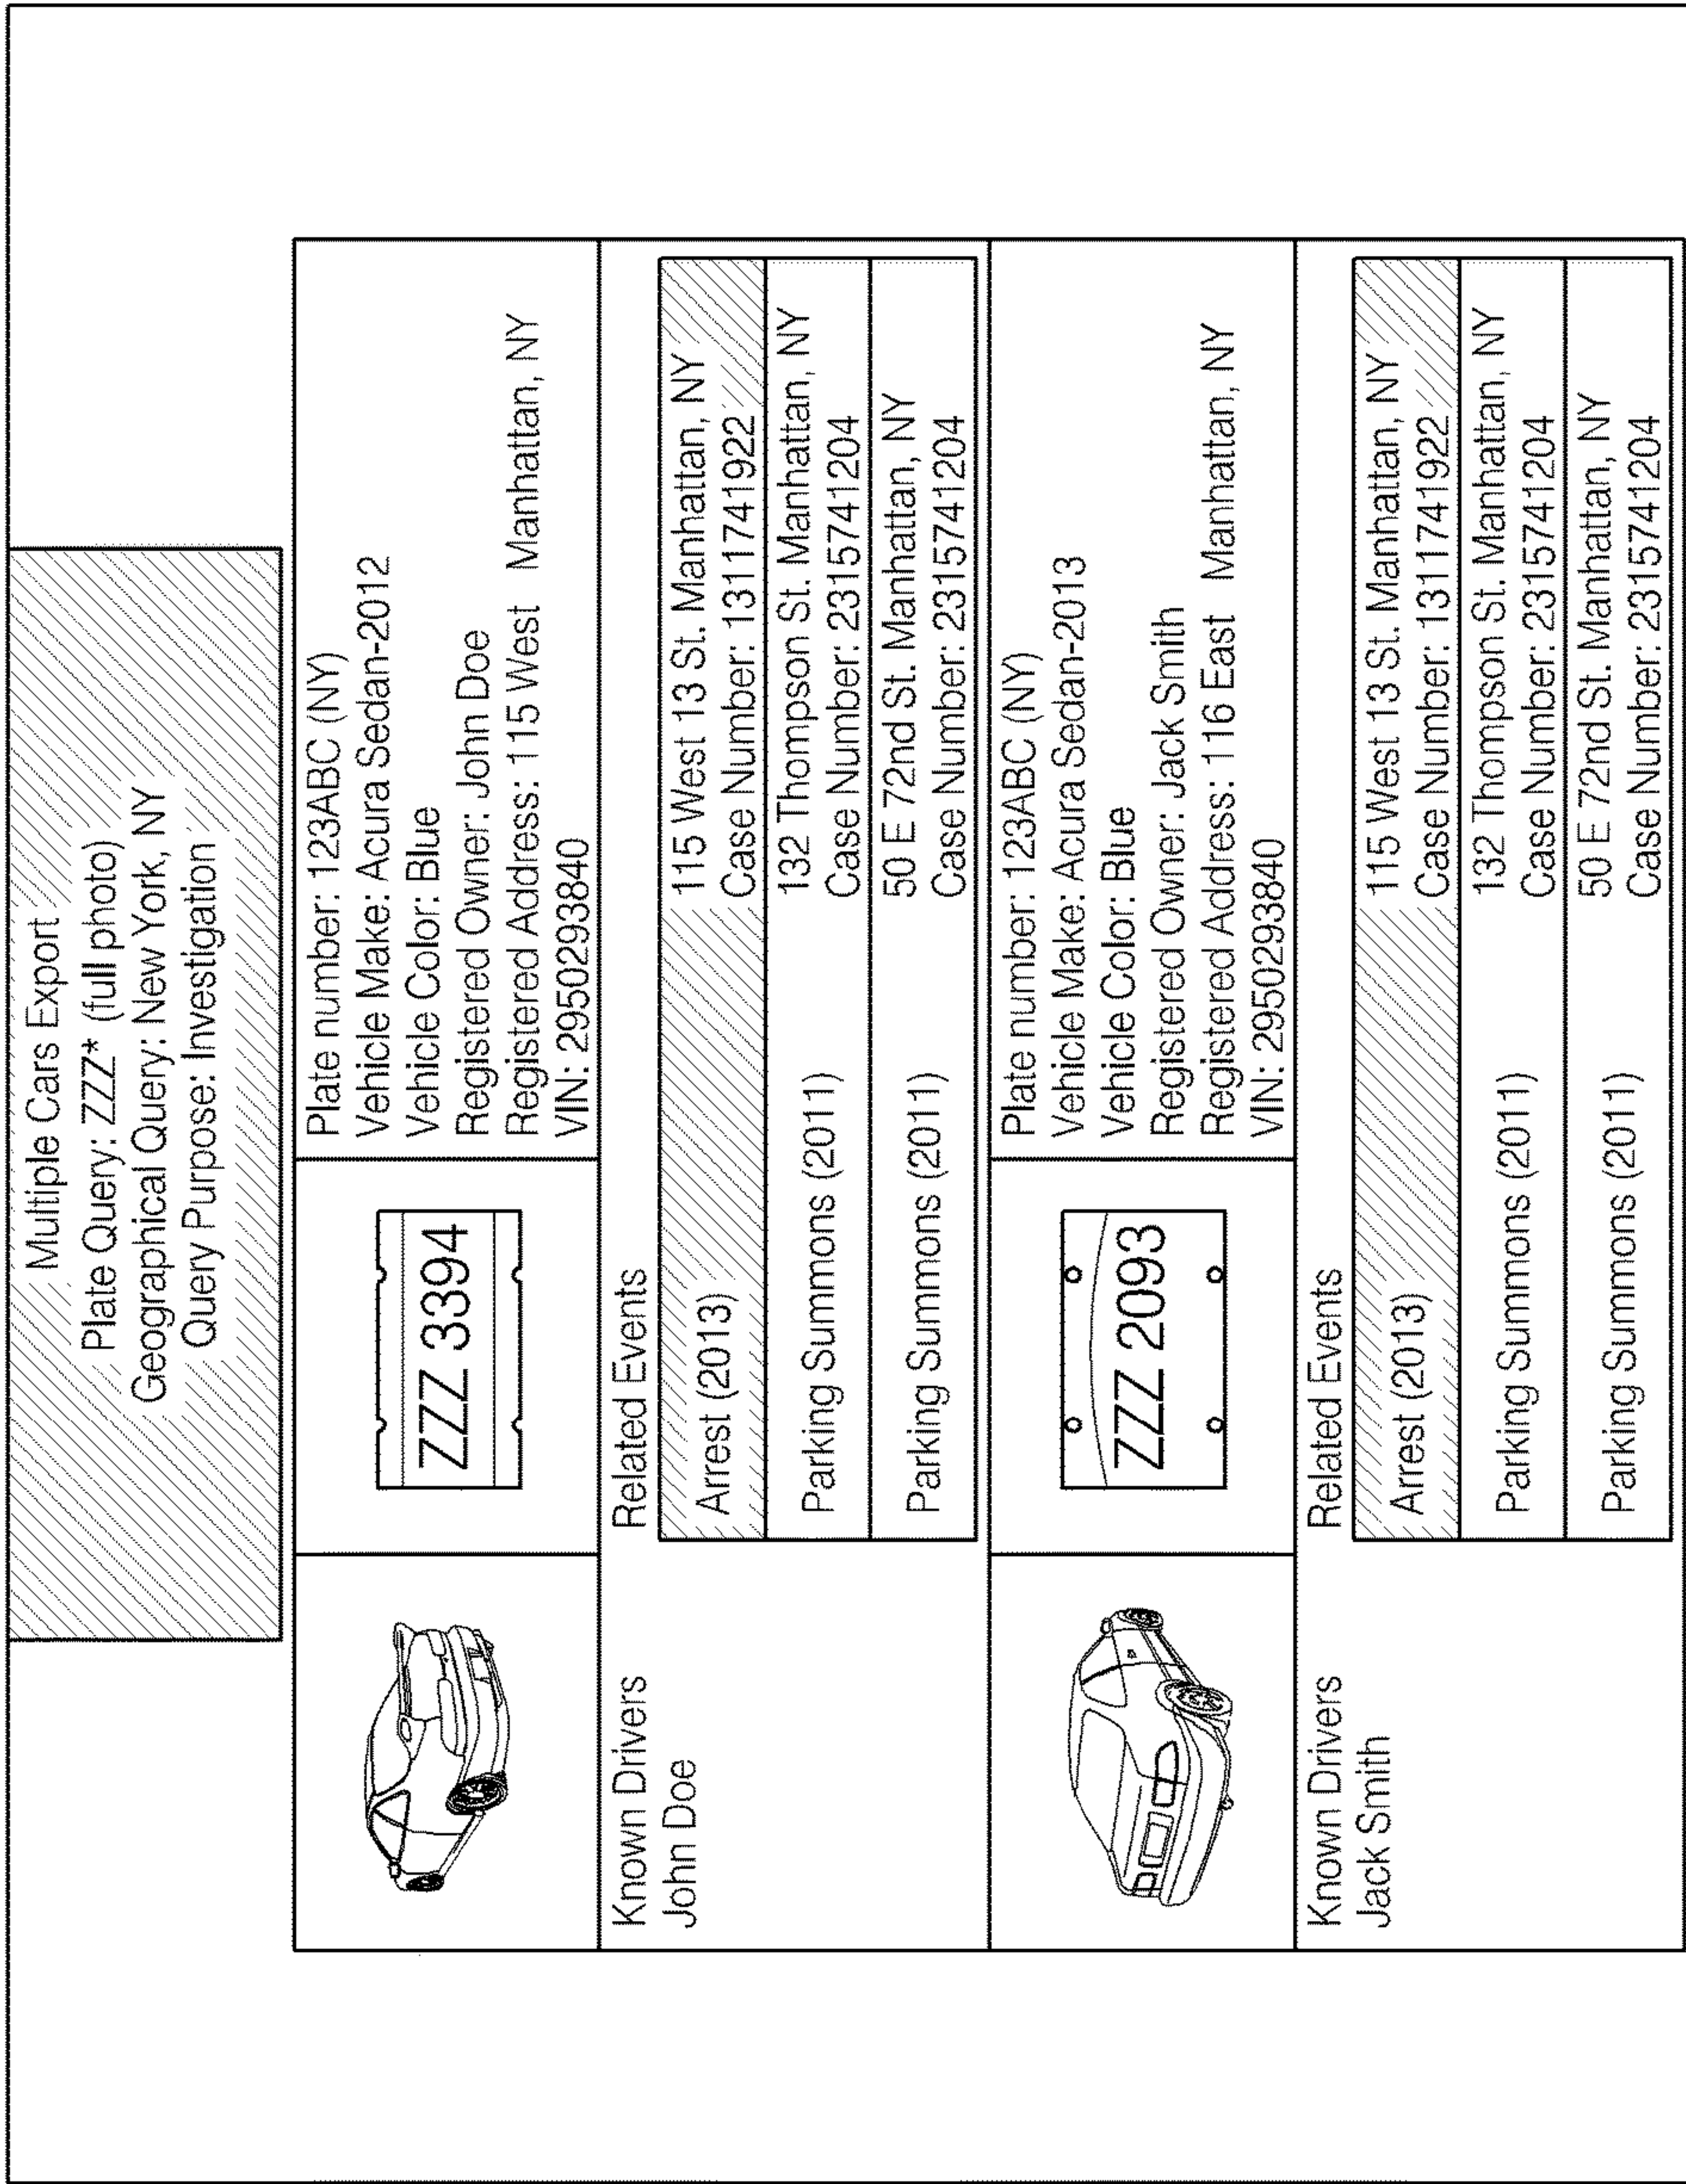 Multiple Cars Export
Plate Query: ZZZ* (full photo)
Geographical Query: New York, NY
Query Purpose: Investigation
ZZZ 3394
Plate number: 123ABC (NY)
Vehicle Make: Acura Sedan-2012
Vehicle Color: Blue
Registered Owner: John Doe
Registered Address: 115 West Manhattan, NY
VIN: 2950293840
Known Drivers
John Doe
Related Events
Arrest (2013) 115 West 13 St. Manhattan, NY
Case Number: 1311741922
Parking Summons (2011) 132 Thompson St. Manhattan, NY
Case Number: 2315741204
Parking Summons (2011) 50 E 72nd St. Manhattan, NY
Case Number: 2315741204
ZZZ 2093
Plate number: 123ABC (NY)
Vehicle Make: Acura Sedan-2013
Vehicle Color: Blue
Registered Owner: Jack Smith
Registered Address: 116 East Manhattan, NY
VIN: 2950293840
Known Drivers
Jack Smith
Related Events
Arrest (2013) 115 West 13 St. Manhattan, NY
Case Number: 1311741922
Parking Summons (2011) 132 Thompson St. Manhattan, NY
Case Number: 2315741204
Parking Summons (2011) 50 E 72nd St. Manhattan, NY
Case Number: 2315741204